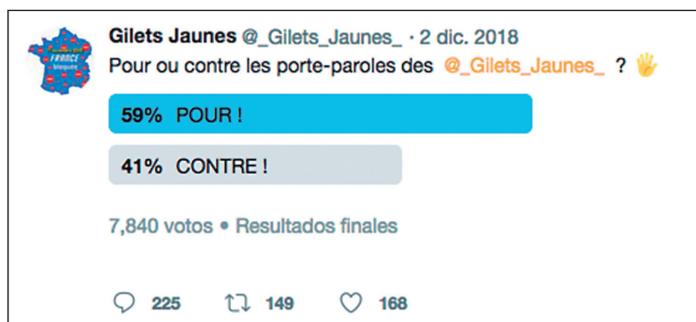 Gilets Jaunes @_Gilets_Jaunes_ · 2 dic. 2018
Pour ou contre les porte-paroles des @_Gilets_Jaunes_ ? 🖐
59% POUR !
41% CONTRE !
7,840 votos • Resultados finales
225 149 168
FRANCE